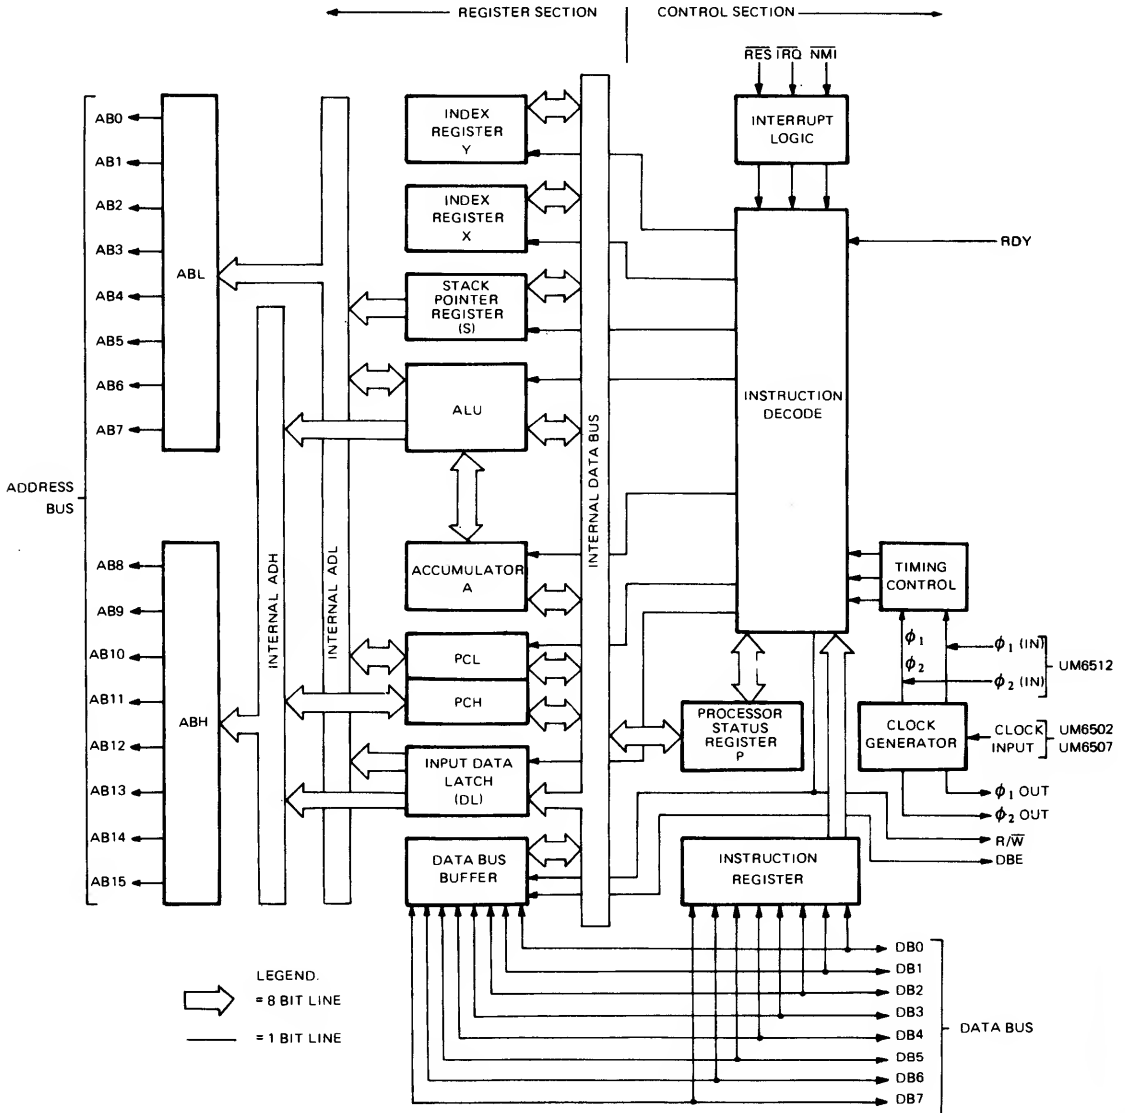 REGISTER SECTION
CONTROL SECTION
RES IRQ NMI
INTERRUPT
LOGIC
INDEX
REGISTER
Y
INDEX
REGISTER
X
STACK
POINTER
REGISTER
(S)
ALU
ACCUMULATOR
A
PCL
PCH
INPUT DATA
LATCH
(DL)
DATA BUS
BUFFER
AB0
AB1
AB2
AB3
AB4
AB5
AB6
AB7
ABL
ADDRESS
BUS
AB8
AB9
AB10
AB11
AB12
AB13
AB14
AB15
ABH
INTERNAL ADH
INTERNAL ADL
INTERNAL DATA BUS
INSTRUCTION
DECODE
RDY
TIMING
CONTROL
ϕ1
ϕ2
ϕ1 (IN)
ϕ2 (IN)
UM6512
CLOCK
GENERATOR
CLOCK
INPUT
UM6502
UM6507
ϕ1 OUT
ϕ2 OUT
R/W
DBE
PROCESSOR
STATUS
REGISTER
P
INSTRUCTION
REGISTER
DB0
DB1
DB2
DB3
DB4
DB5
DB6
DB7
DATA BUS
LEGEND.
= 8 BIT LINE
= 1 BIT LINE